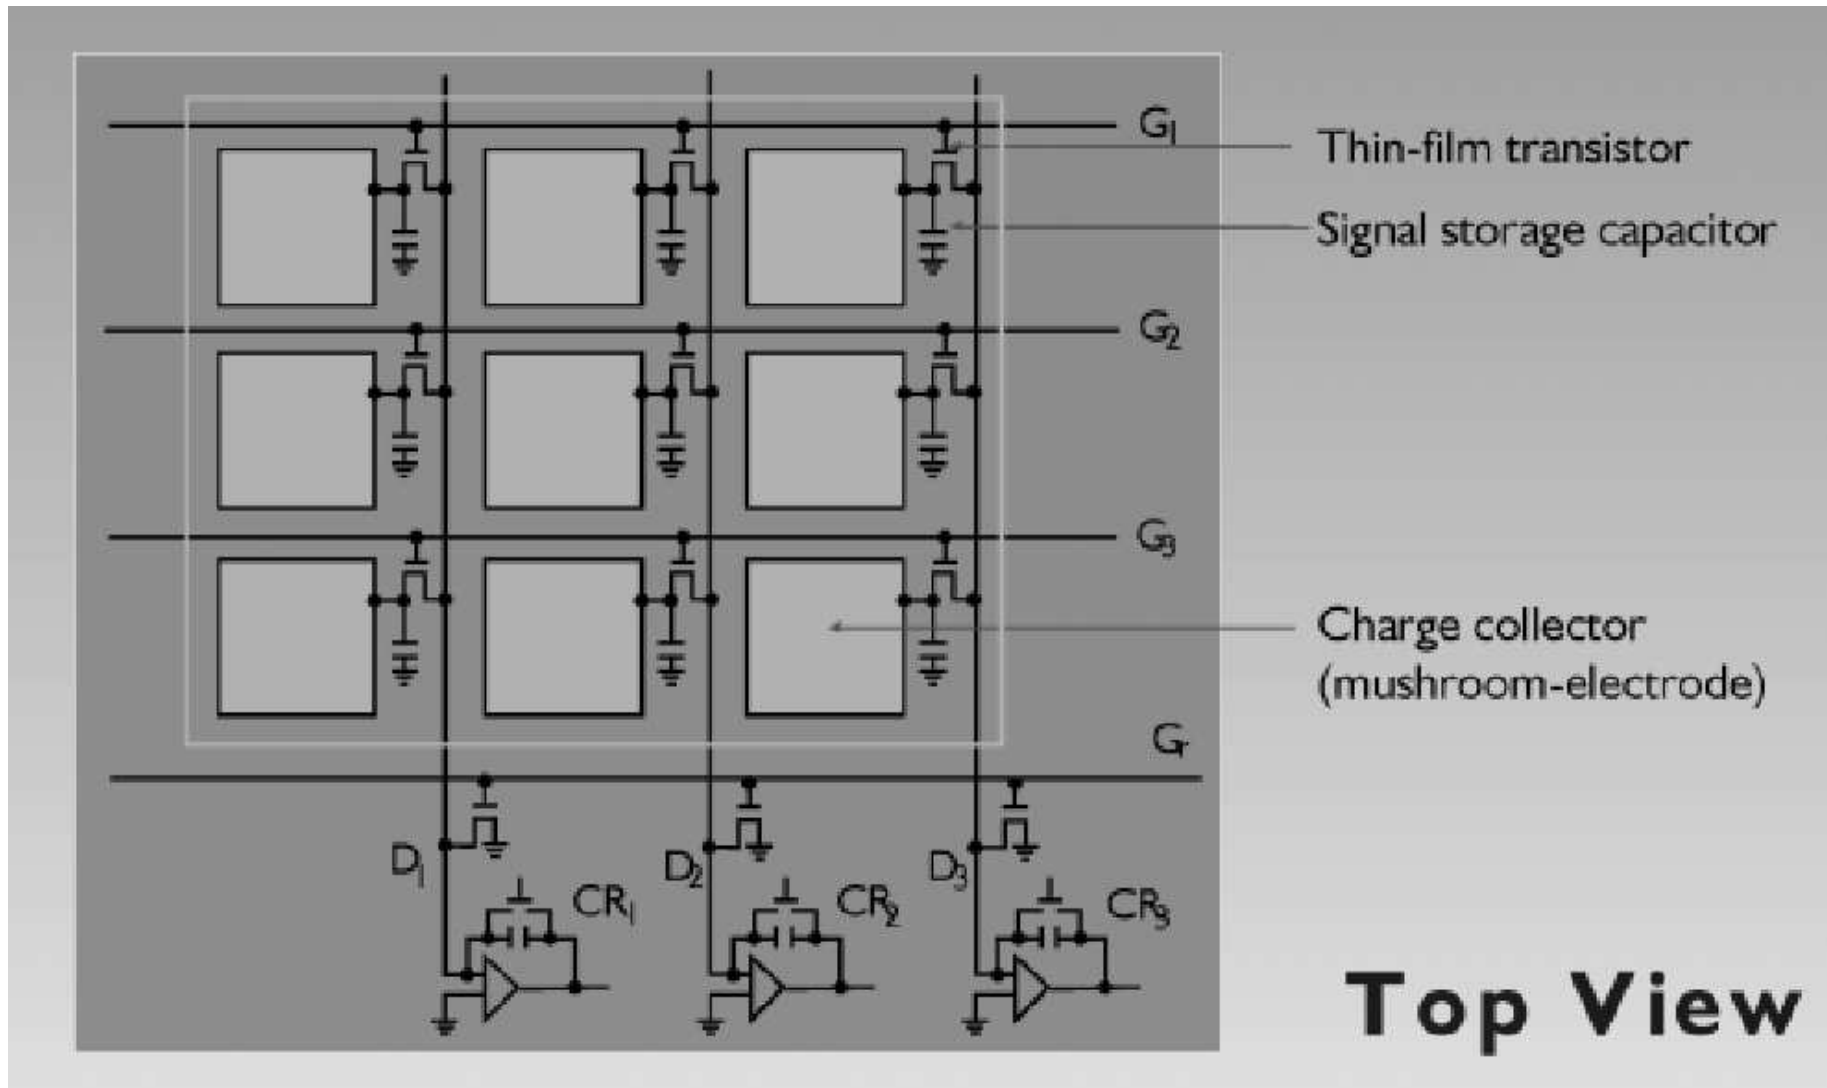 G1
Thin-film transistor
Signal storage capacitor
G2
G3
Charge collector
(mushroom-electrode)
Gr
D1
D2
D3
CR1
CR2
CR3
Top View